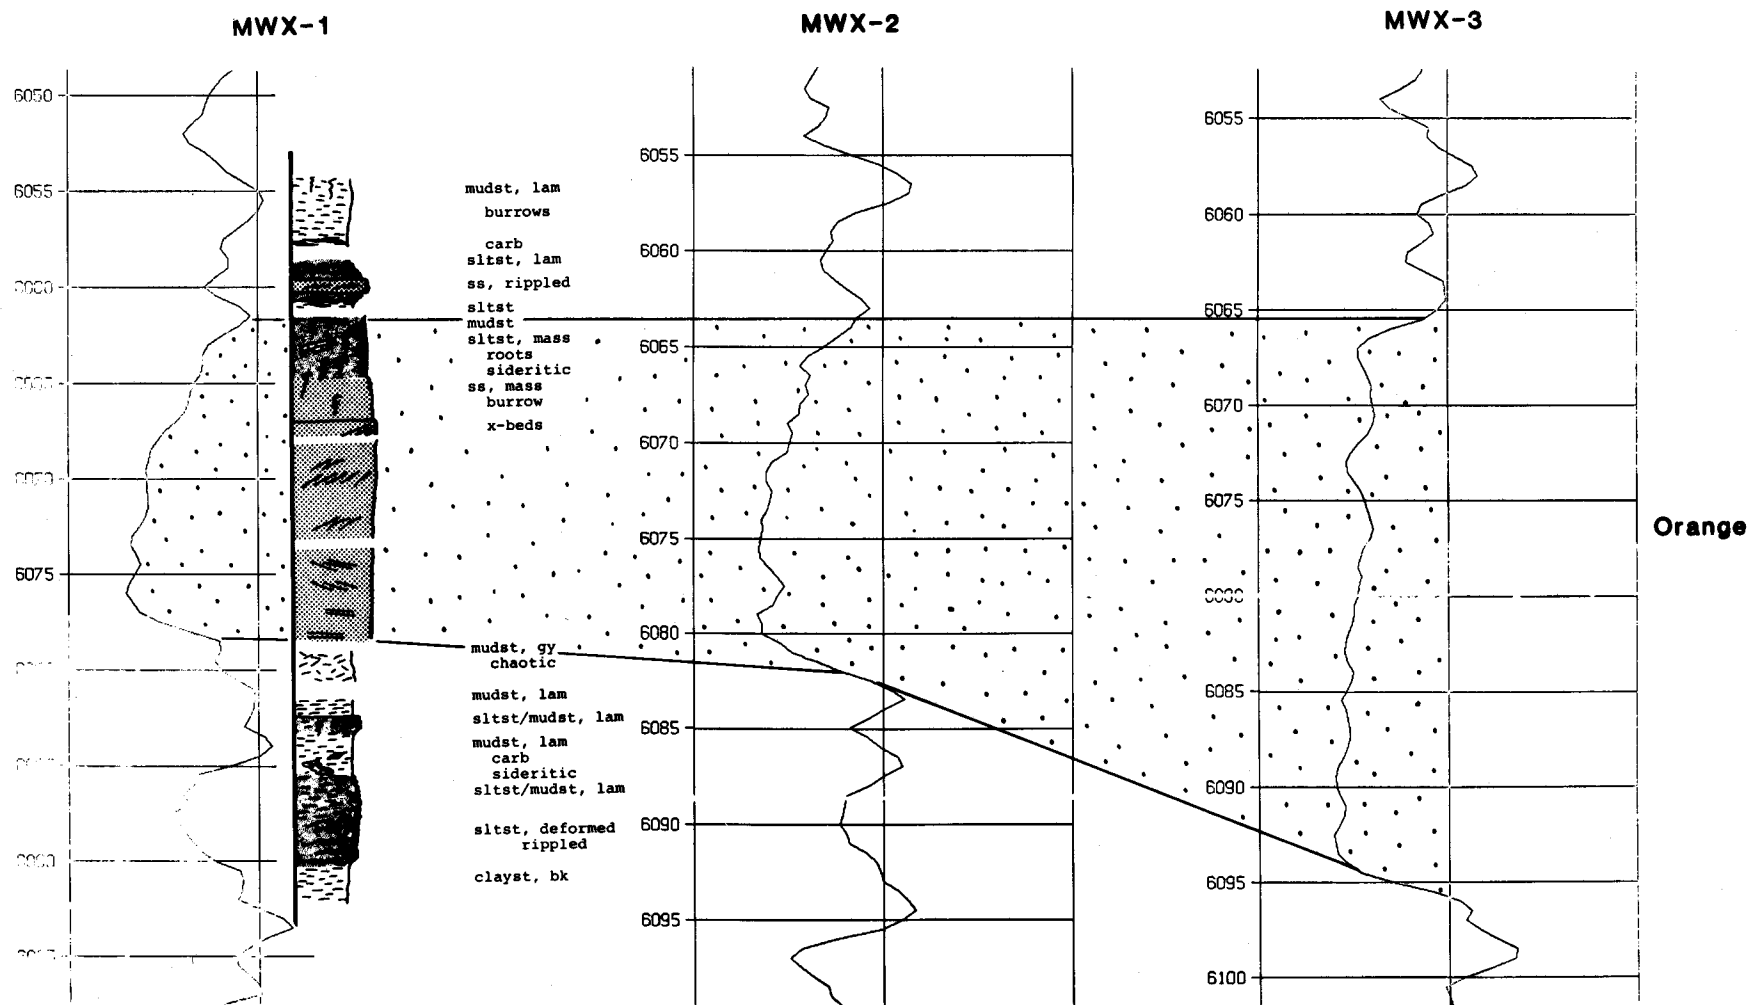 MWX-1
MWX-2
MWX-3
6050
6055
6075
mudst, lam
burrows
carb
sltst, lam
ss, rippled
sltst
mudst
sltst, mass
roots
sideritic
ss, mass
burrow
x-beds
mudst, gy
chaotic
mudst, lam
sltst/mudst, lam
mudst, lam
carb
sideritic
sltst/mudst, lam
sltst, deformed
rippled
clayst, bk
6055
6060
6065
6070
6075
6080
6085
6090
6095
6055
6060
6065
6070
6075
6085
6090
6095
6100
Orange